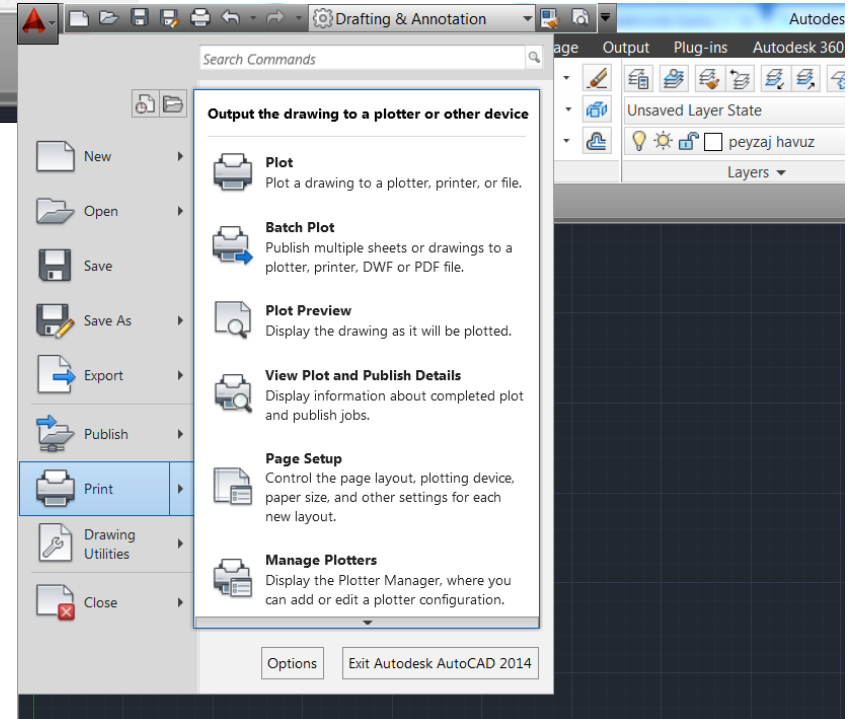 Drafting & Annotation
Autodes
Search Commands
age Output Plug-ins Autodesk 360
Unsaved Layer State
peyzaj havuz
Layers
Output the drawing to a plotter or other device
New
Open
Save
Save As
Export
Publish
Print
Drawing
Utilities
Close
Plot
Plot a drawing to a plotter, printer, or file.
Batch Plot
Publish multiple sheets or drawings to a
plotter, printer, DWF or PDF file.
Plot Preview
Display the drawing as it will be plotted.
View Plot and Publish Details
Display information about completed plot
and publish jobs.
Page Setup
Control the page layout, plotting device,
paper size, and other settings for each
new layout.
Manage Plotters
Display the Plotter Manager, where you
can add or edit a plotter configuration.
Options
Exit Autodesk AutoCAD 2014